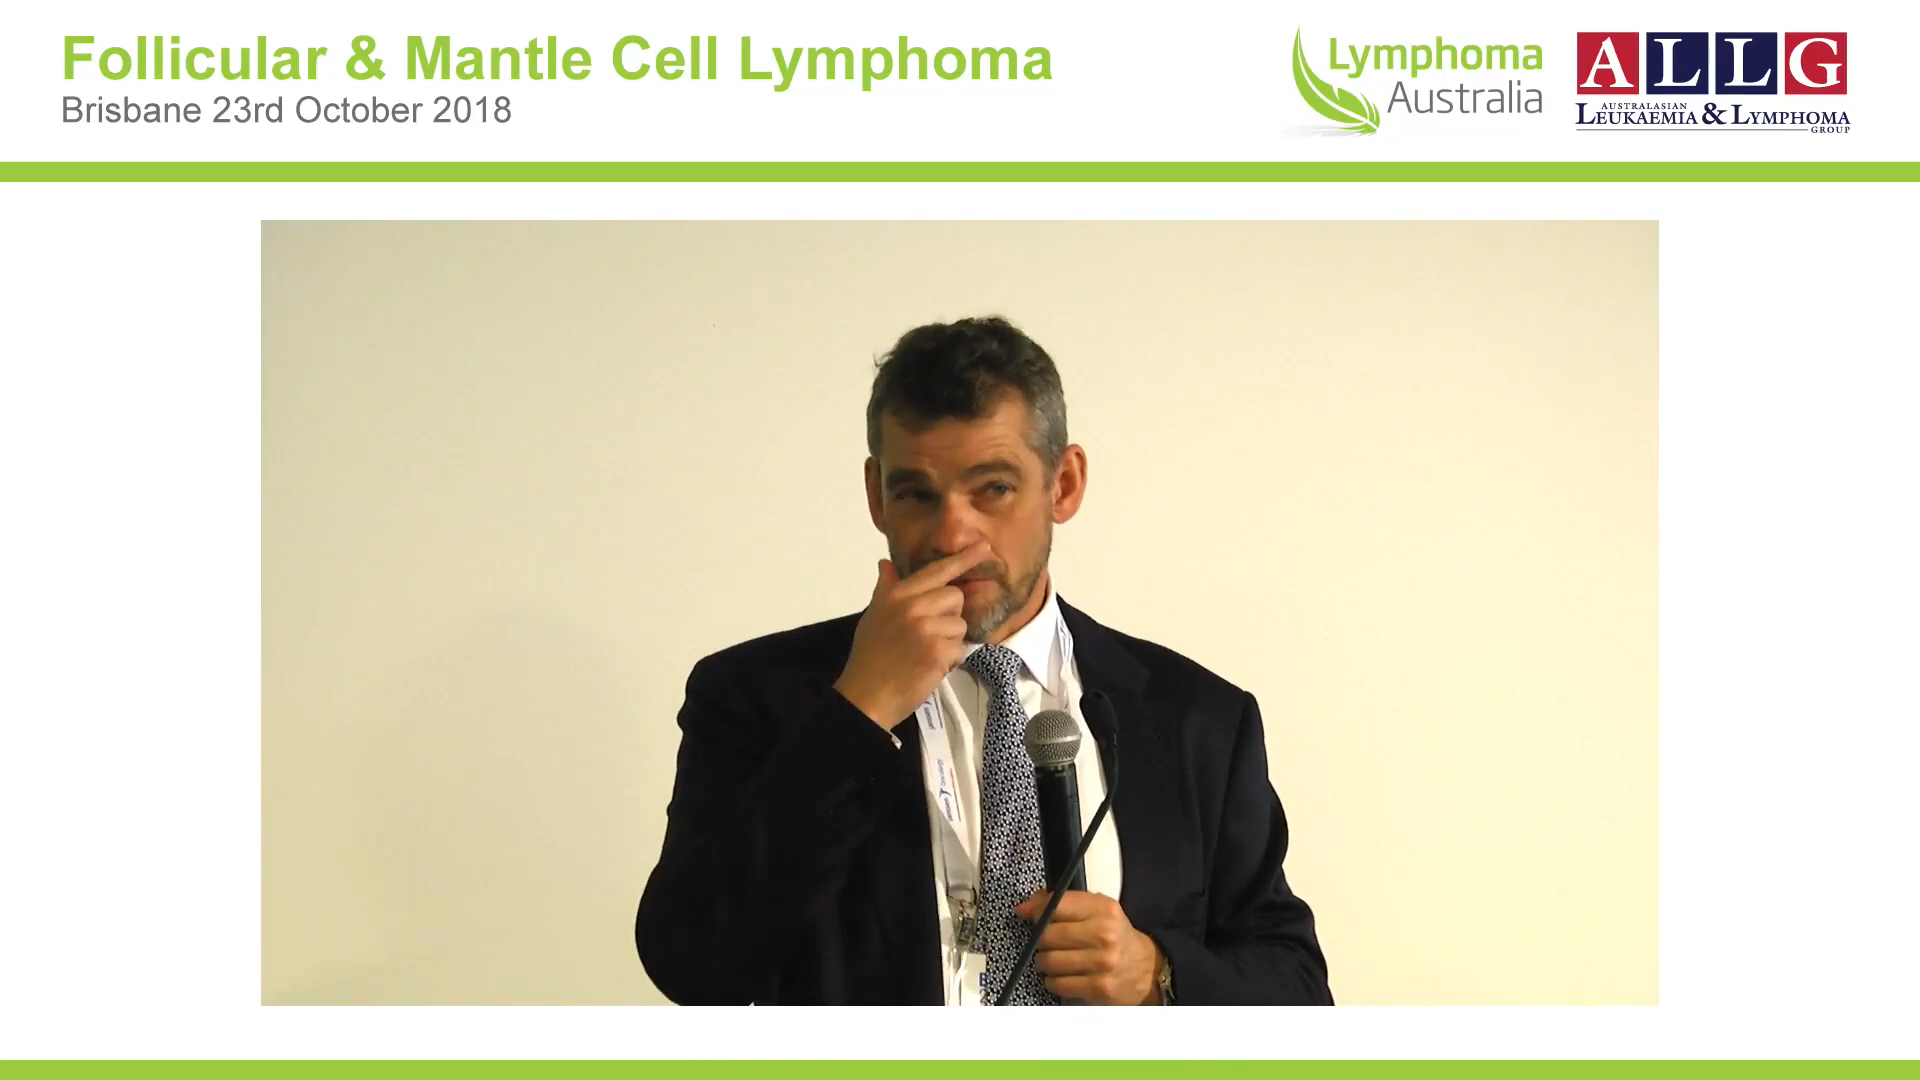 Follicular & Mantle Cell Lymphoma
Brisbane 23rd October 2018
Lymphoma
Australia
ALLG
AUSTRALASIAN
LEUKAEMIA & LYMPHOMA
GROUP